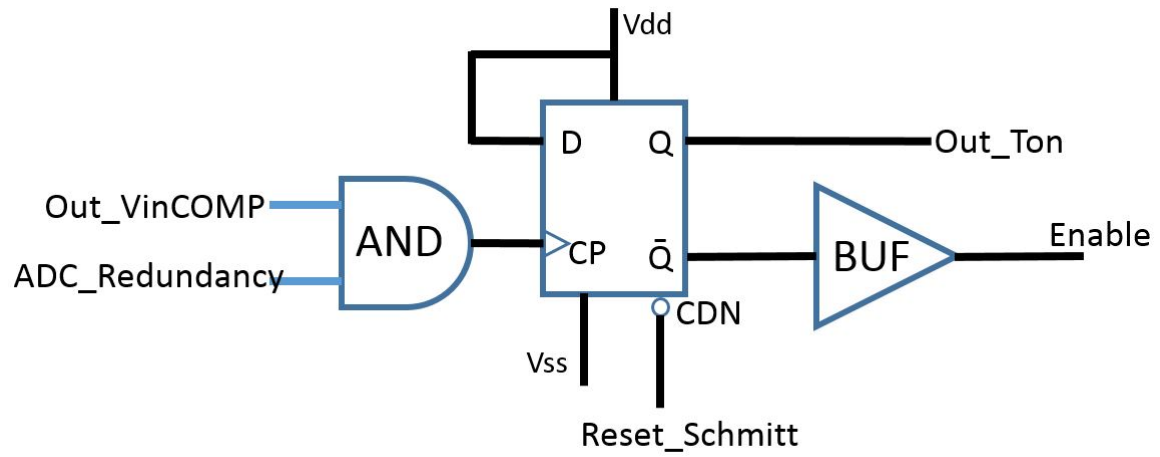 Vdd
D
Q
Out_Ton
Out_VinCOMP
AND
CP
Q̄
BUF
Enable
ADC_Redundancy
CDN
Vss
Reset_Schmitt